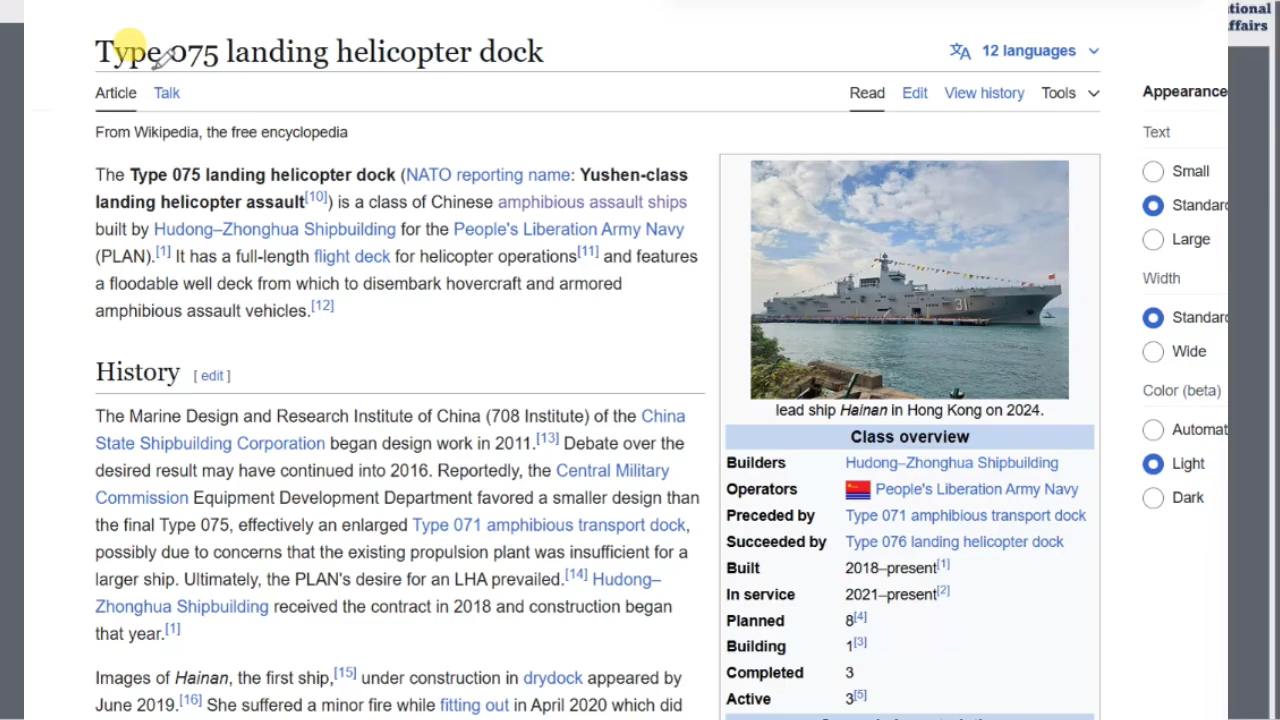 tional
ffairs
Type 075 landing helicopter dock
12 languages
Article Talk
Read Edit View history Tools
From Wikipedia, the free encyclopedia
The Type 075 landing helicopter dock (NATO reporting name: Yushen-class
landing helicopter assault[10]) is a class of Chinese amphibious assault ships
built by Hudong–Zhonghua Shipbuilding for the People's Liberation Army Navy
(PLAN).[1] It has a full-length flight deck for helicopter operations[11] and features
a floodable well deck from which to disembark hovercraft and armored
amphibious assault vehicles.[12]
History [ edit ]
The Marine Design and Research Institute of China (708 Institute) of the China
State Shipbuilding Corporation began design work in 2011.[13] Debate over the
desired result may have continued into 2016. Reportedly, the Central Military
Commission Equipment Development Department favored a smaller design than
the final Type 075, effectively an enlarged Type 071 amphibious transport dock,
possibly due to concerns that the existing propulsion plant was insufficient for a
larger ship. Ultimately, the PLAN's desire for an LHA prevailed.[14] Hudong–
Zhonghua Shipbuilding received the contract in 2018 and construction began
that year.[1]
Images of Hainan, the first ship,[15] under construction in drydock appeared by
June 2019.[16] She suffered a minor fire while fitting out in April 2020 which did
31
lead ship Hainan in Hong Kong on 2024.
Class overview
Builders Hudong–Zhonghua Shipbuilding
Operators People's Liberation Army Navy
Preceded by Type 071 amphibious transport dock
Succeeded by Type 076 landing helicopter dock
Built 2018–present[1]
In service 2021–present[2]
Planned 8[4]
Building 1[3]
Completed 3
Active 3[5]
Appearance
Text
Small
Standard
Large
Width
Standard
Wide
Color (beta)
Automat
Light
Dark